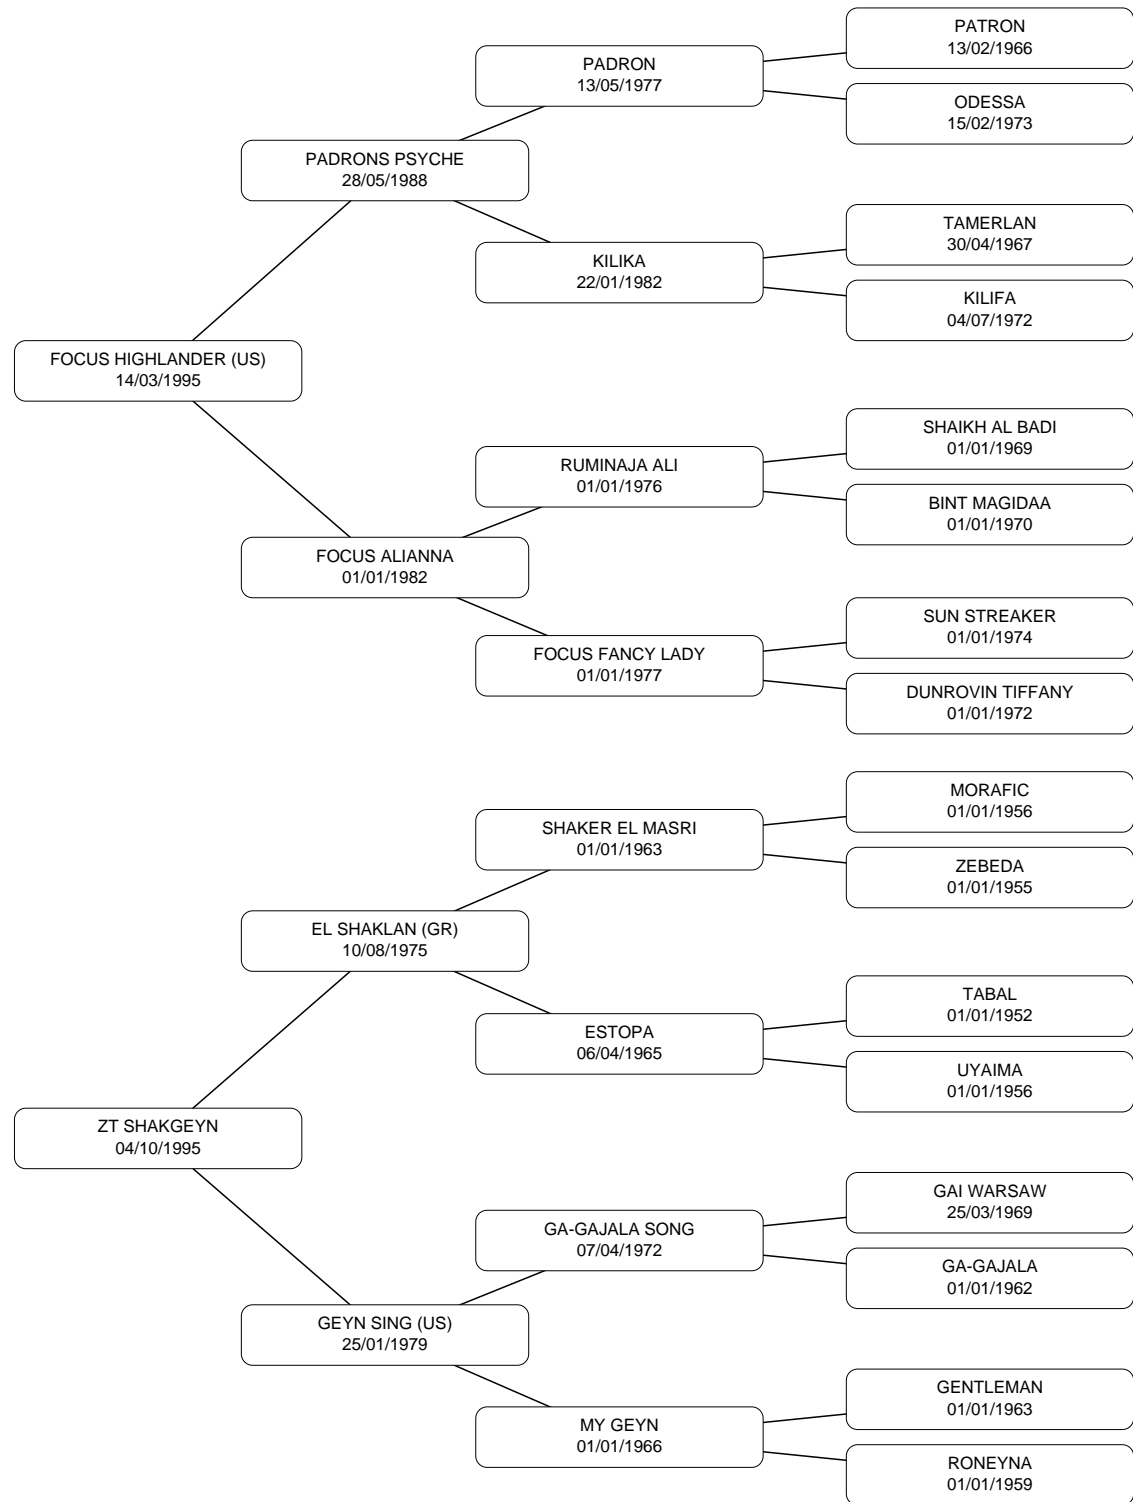 PATRON
13/02/1966
PADRON
13/05/1977
ODESSA
15/02/1973
PADRONS PSYCHE
28/05/1988
TAMERLAN
30/04/1967
KILIKA
22/01/1982
KILIFA
04/07/1972
FOCUS HIGHLANDER (US)
14/03/1995
SHAIKH AL BADI
01/01/1969
RUMINAJA ALI
01/01/1976
BINT MAGIDAA
01/01/1970
FOCUS ALIANNA
01/01/1982
SUN STREAKER
01/01/1974
FOCUS FANCY LADY
01/01/1977
DUNROVIN TIFFANY
01/01/1972
MORAFIC
01/01/1956
SHAKER EL MASRI
01/01/1963
ZEBEDA
01/01/1955
EL SHAKLAN (GR)
10/08/1975
TABAL
01/01/1952
ESTOPA
06/04/1965
UYAIMA
01/01/1956
ZT SHAKGEYN
04/10/1995
GAI WARSAW
25/03/1969
GA-GAJALA SONG
07/04/1972
GA-GAJALA
01/01/1962
GEYN SING (US)
25/01/1979
GENTLEMAN
01/01/1963
MY GEYN
01/01/1966
RONEYNA
01/01/1959